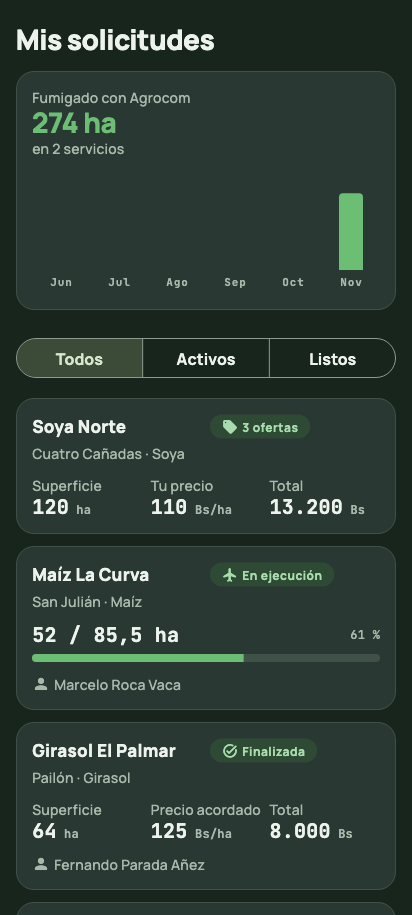 Mis solicitudes
Fumigado con Agrocom
274 ha
en 2 servicios
Jun Jul Ago Sep Oct Nov
Todos Activos Listos
Soya Norte 3 ofertas
Cuatro Cañadas · Soya
Superficie Tu precio Total
120 ha 110 Bs/ha 13.200 Bs
Maíz La Curva En ejecución
San Julián · Maíz
52 / 85,5 ha 61 %
Marcelo Roca Vaca
Girasol El Palmar Finalizada
Pailón · Girasol
Superficie Precio acordado Total
64 ha 125 Bs/ha 8.000 Bs
Fernando Parada Añez